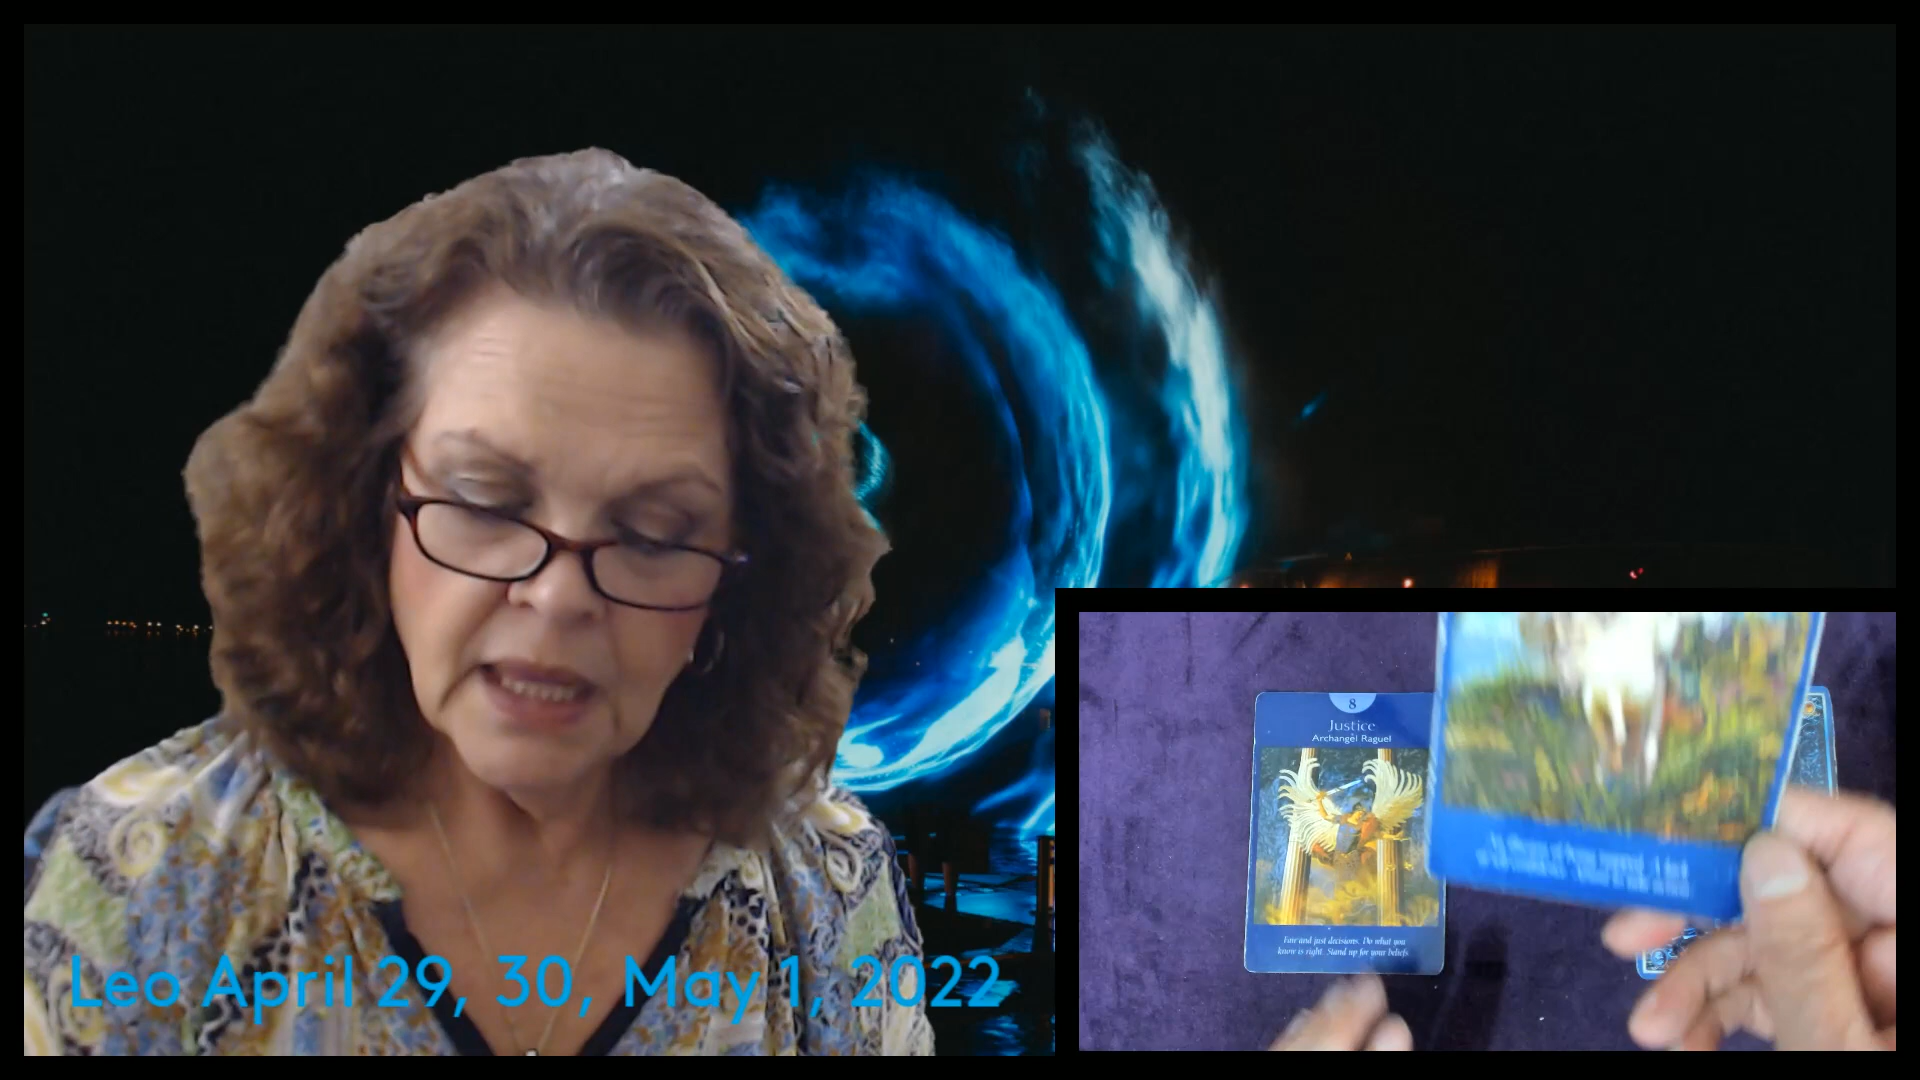 Leo April 29, 30, May 1, 2022
8
Justice
Archangel Raguel
Fair and just decisions. Do what you
know is right. Stand up for your beliefs.